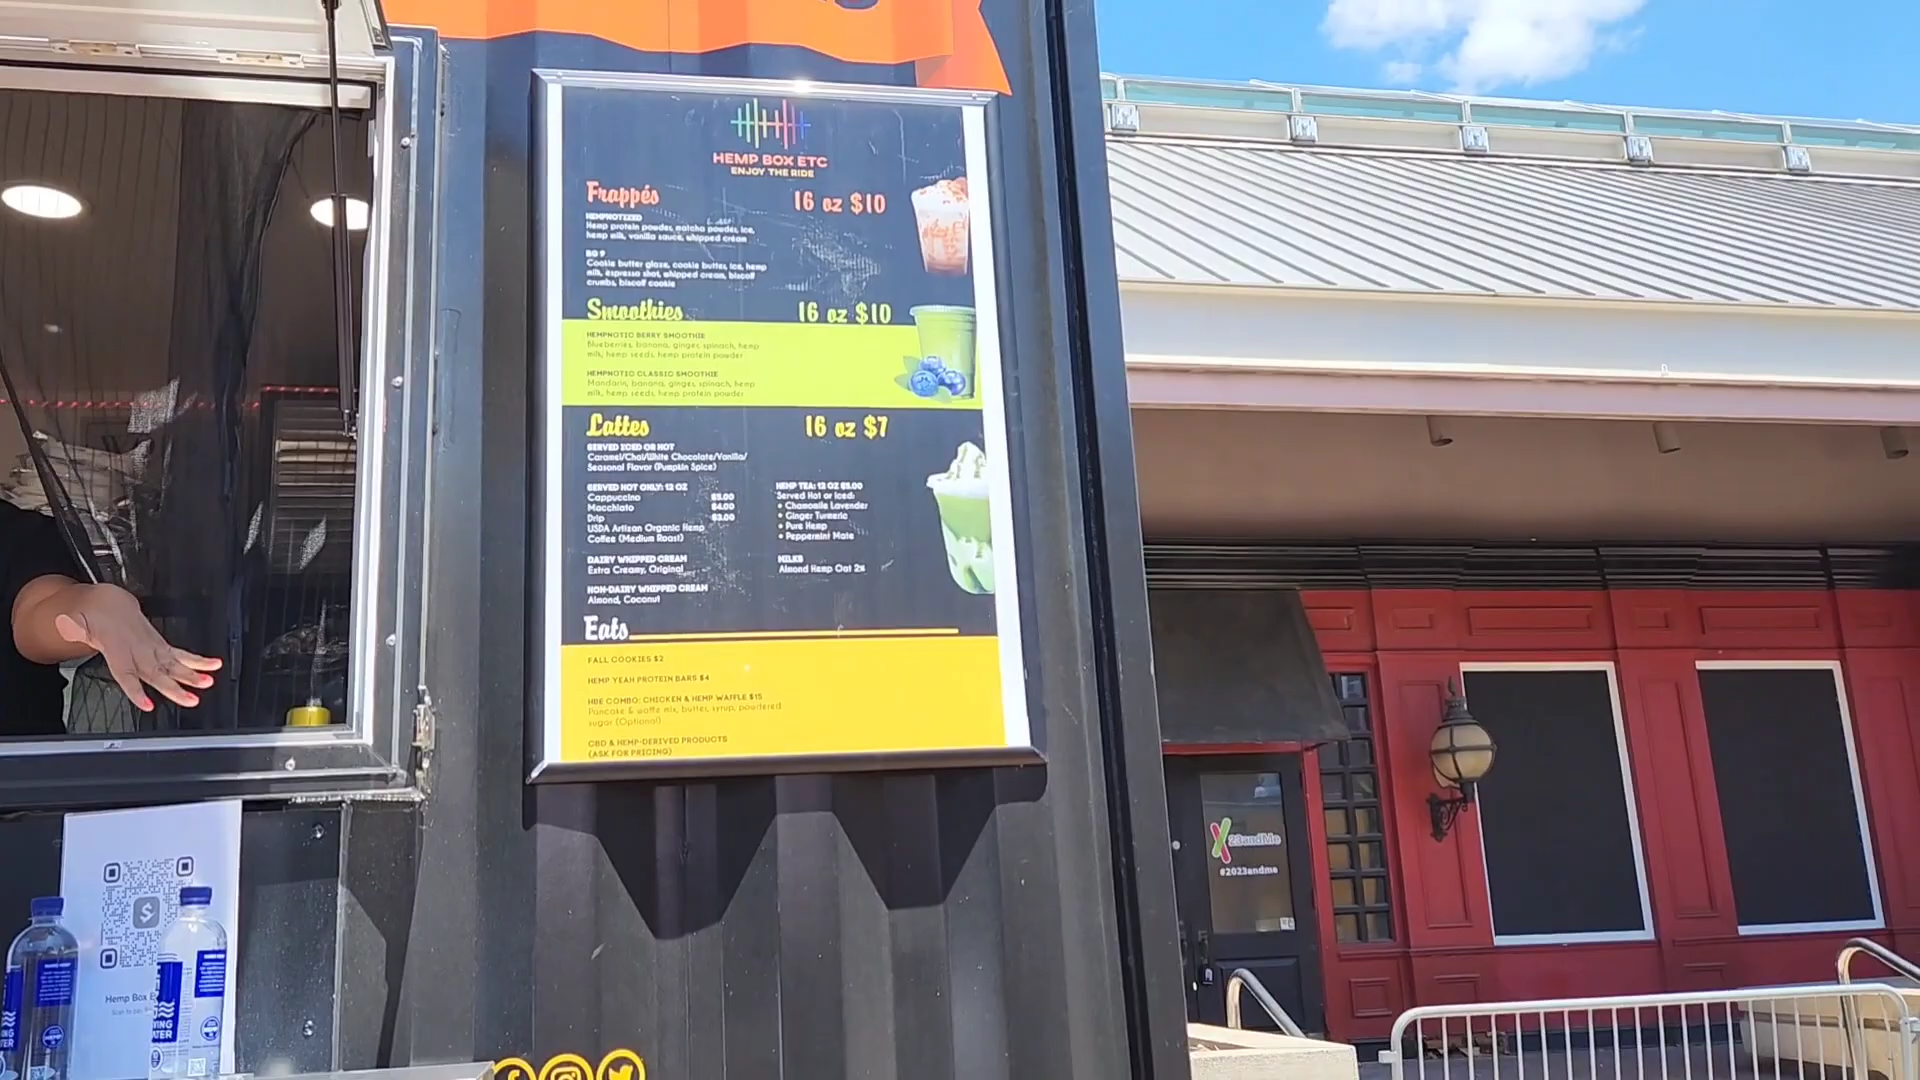 HEMP BOX ETC
ENJOY THE RIDE
Frappés 16 oz $10
HEMPNOTIZED
Hemp protein powder, matcha powder, ice,
hemp milk, vanilla sauce, whipped cream
BG 9
Cookie butter glaze, cookie butter, ice, hemp
milk, espresso shot, whipped cream, biscoff
crumbs, biscoff cookie
Smoothies 16 oz $10
HEMPNOTIC BERRY SMOOTHIE
Blueberries, banana, ginger, spinach, hemp
milk, hemp seeds, hemp protein powder
HEMPNOTIC CLASSIC SMOOTHIE
Mandarin, banana, ginger, spinach, hemp
milk, hemp seeds, hemp protein powder
Lattes 16 oz $7
SERVED ICED OR HOT
Caramel/Chai/White Chocolate/Vanilla/
Seasonal Flavor (Pumpkin Spice)
SERVED HOT ONLY: 12 OZ
Cappuccino $5.00
Macchiato $4.00
Drip $3.00
USDA Artizan Organic Hemp
Coffee (Medium Roast)
HEMP TEA: 12 OZ $5.00
Served Hot or Iced:
• Chamomile Lavender
• Ginger Turmeric
• Pure Hemp
• Peppermint Mate
DAIRY WHIPPED CREAM
Extra Creamy, Original
MILKS
Almond Hemp Oat 2%
NON-DAIRY WHIPPED CREAM
Almond, Coconut
Eats
FALL COOKIES $2
HEMP YEAH PROTEIN BARS $4
HBE COMBO: CHICKEN & HEMP WAFFLE $15
Pancake & waffle mix, butter, syrup, powdered
sugar (Optional)
CBD & HEMP-DERIVED PRODUCTS
(ASK FOR PRICING)
23andMe
#2023andme
Hemp Box
Scan to pay